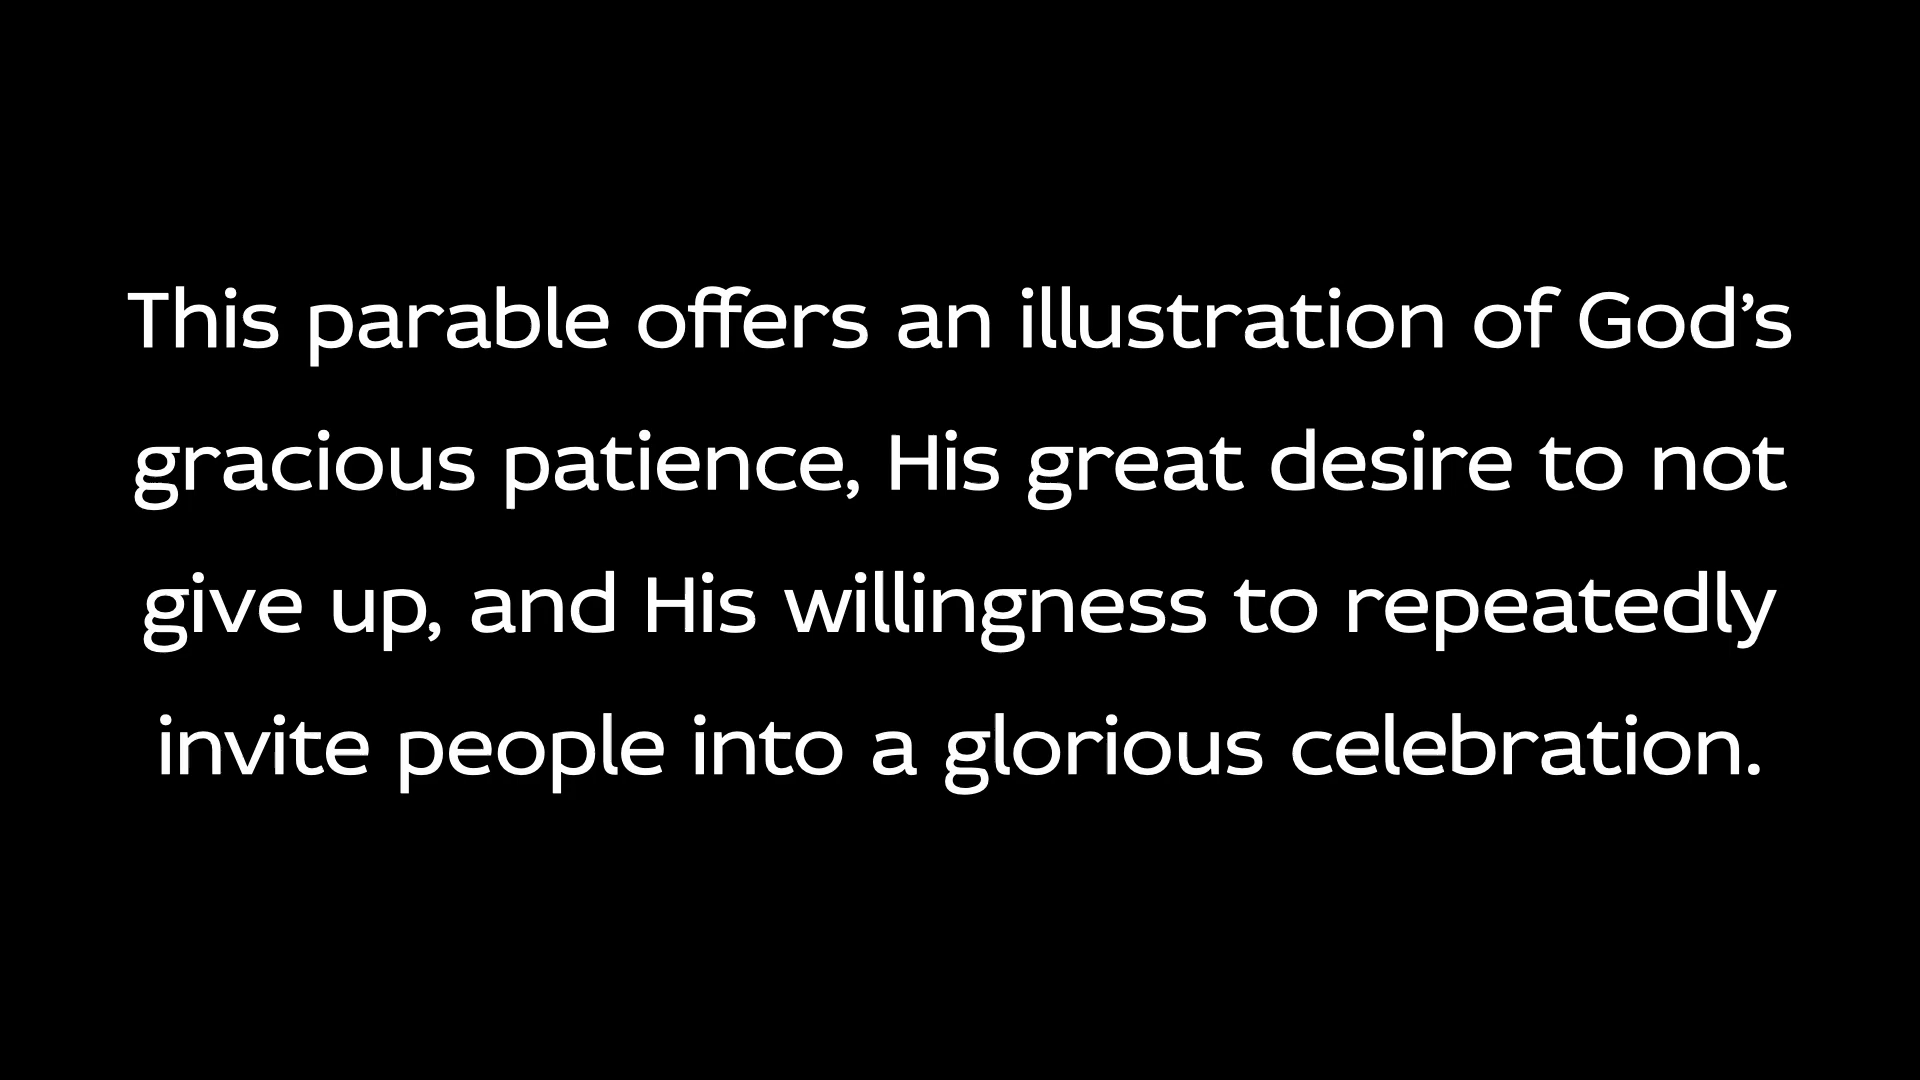 This parable offers an illustration of God’s
gracious patience, His great desire to not
give up, and His willingness to repeatedly
invite people into a glorious celebration.